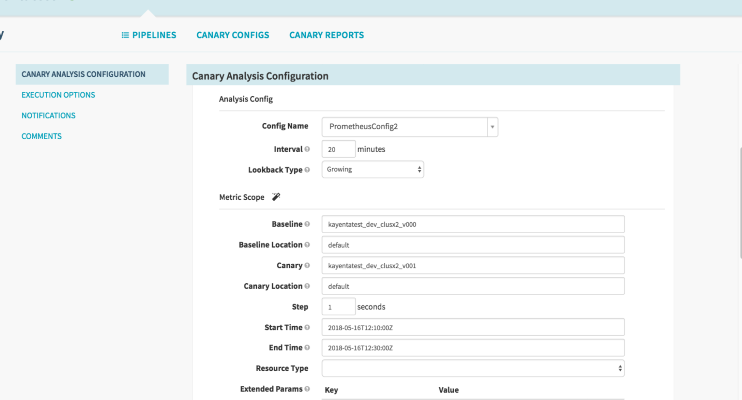 PIPELINES CANARY CONFIGS CANARY REPORTS
CANARY ANALYSIS CONFIGURATION
EXECUTION OPTIONS
NOTIFICATIONS
COMMENTS
Canary Analysis Configuration
Analysis Config
Config Name PrometheusConfig2
Interval 20 minutes
Lookback Type Growing
Metric Scope
Baseline kayentatest_dev_clusx2_v000
Baseline Location default
Canary kayentatest_dev_clusx2_v001
Canary Location default
Step 1 seconds
Start Time 2018-05-16T12:10:00Z
End Time 2018-05-16T12:30:00Z
Resource Type
Extended Params Key Value